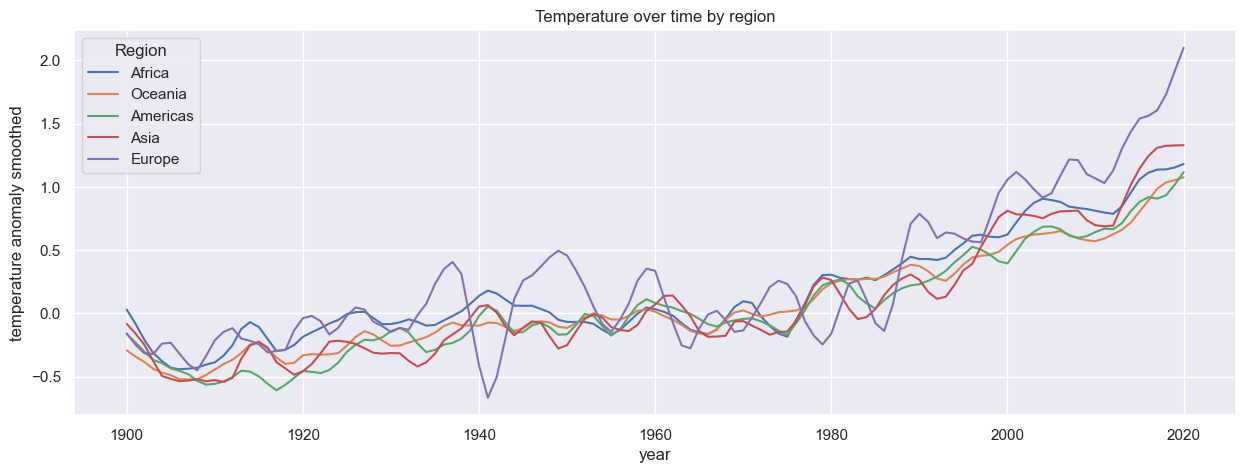 Temperature over time by region
temperature anomaly smoothed
2.0
1.5
1.0
0.5
0.0
−0.5
Region
Africa
Oceania
Americas
Asia
Europe
1900 1920 1940 1960 1980 2000 2020
year